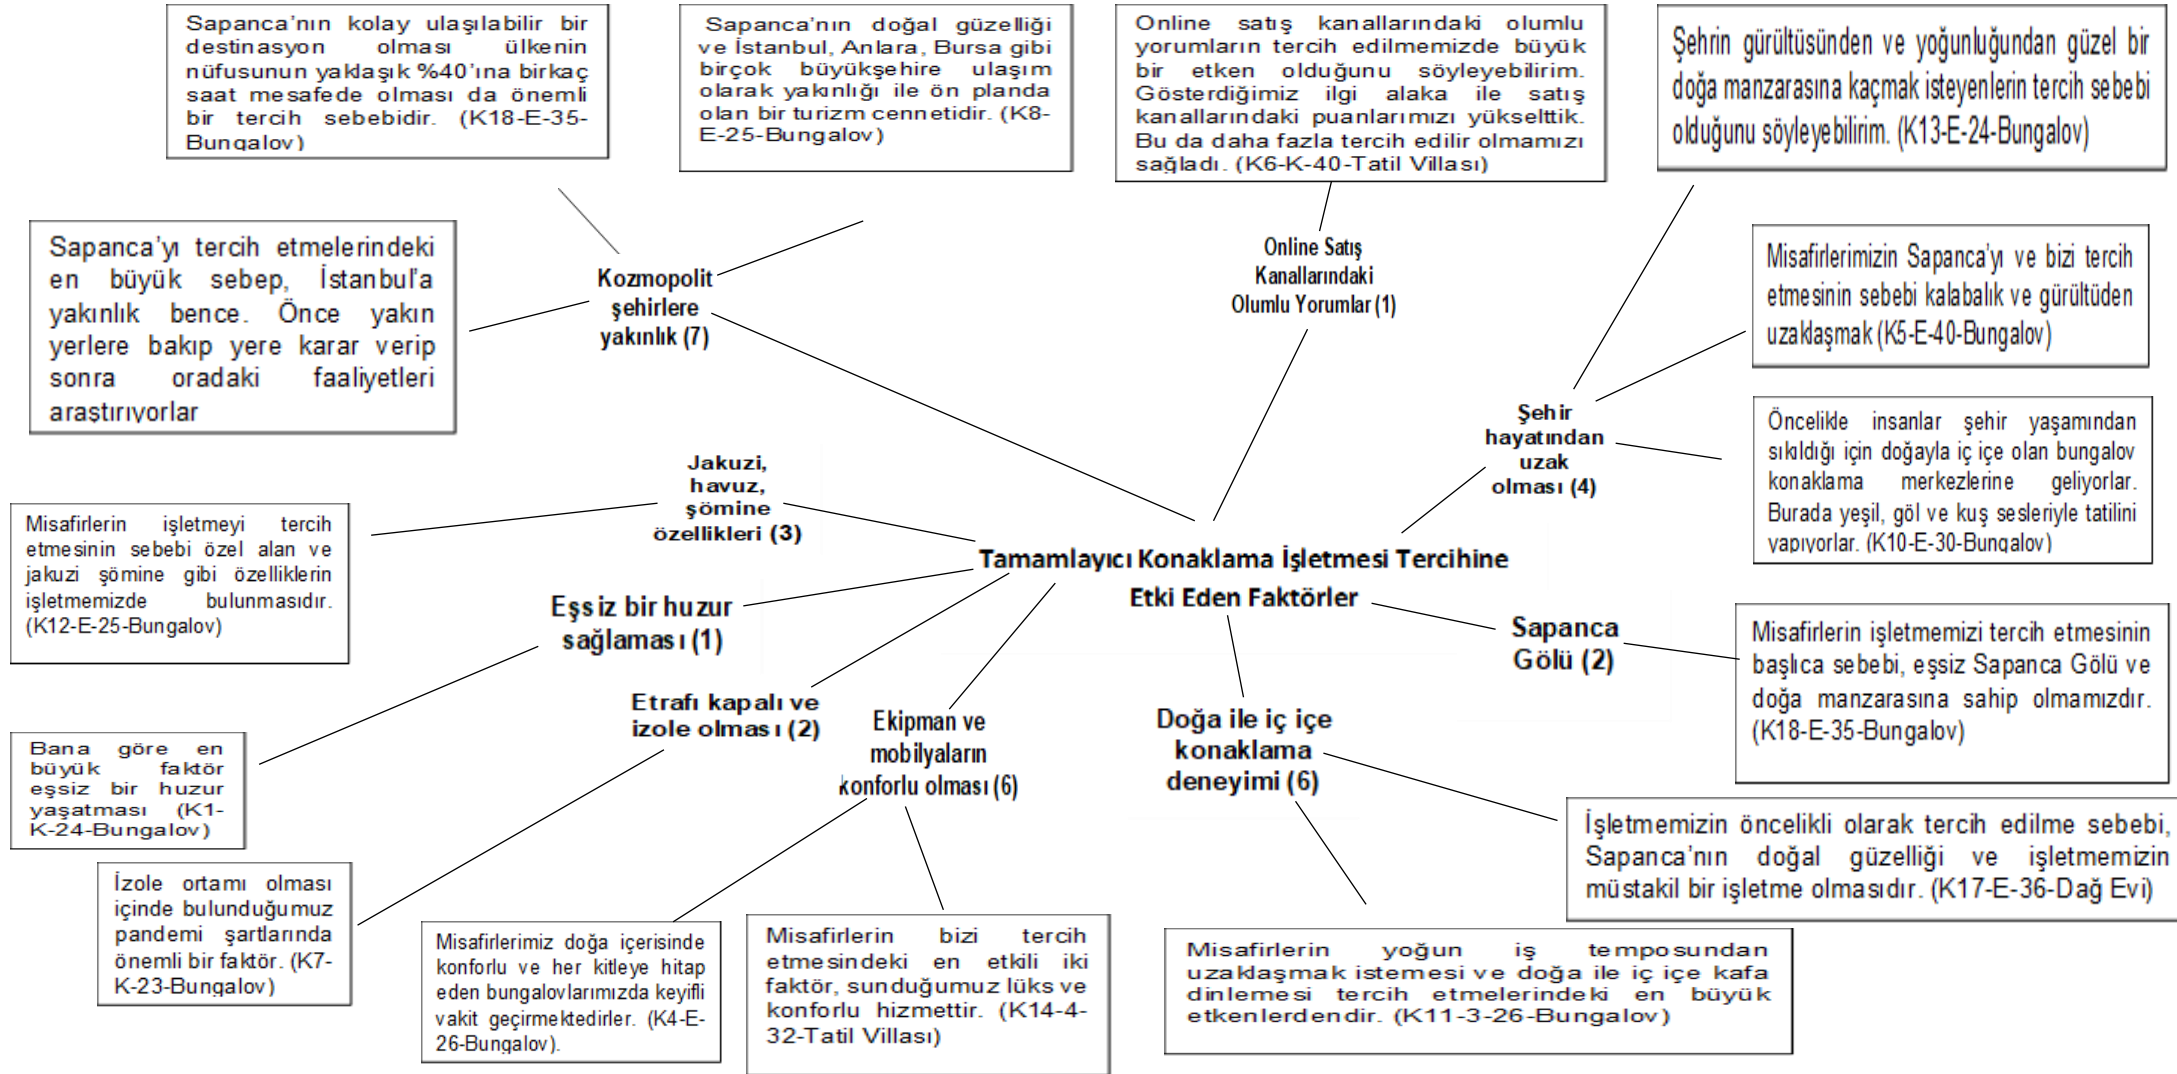 Sapanca’nın kolay ulaşılabilir bir
destinasyon olması ülkenin
nüfusunun yaklaşık %40’ına birkaç
saat mesafede olması da önemli
bir tercih sebebidir. (K18-E-35-
Bungalov)
Sapanca’nın doğal güzelliği
ve İstanbul, Anlara, Bursa gibi
birçok büyükşehire ulaşım
olarak yakınlığı ile ön planda
olan bir turizm cennetidir. (K8-
E-25-Bungalov)
Online satış kanallarındaki olumlu
yorumların tercih edilmemizde büyük
bir etken olduğunu söyleyebilirim.
Gösterdiğimiz ilgi alaka ile satış
kanallarındaki puanlarımızı yükselttik.
Bu da daha fazla tercih edilir olmamızı
sağladı. (K6-K-40-Tatil Villası)
Şehrin gürültüsünden ve yoğunluğundan güzel bir
doğa manzarasına kaçmak isteyenlerin tercih sebebi
olduğunu söyleyebilirim. (K13-E-24-Bungalov)
Sapanca’yı tercih etmelerindeki
en büyük sebep, İstanbul’a
yakınlık bence. Önce yakın
yerlere bakıp yere karar verip
sonra oradaki faaliyetleri
araştırıyorlar
Kozmopolit
şehirlere
yakınlık (7)
Online Satış
Kanallarındaki
Olumlu Yorumlar (1)
Misafirlerimizin Sapanca’yı ve bizi tercih
etmesinin sebebi kalabalık ve gürültüden
uzaklaşmak (K5-E-40-Bungalov)
Şehir
hayatından
uzak
olması (4)
Öncelikle insanlar şehir yaşamından
sıkıldığı için doğayla iç içe olan bungalov
konaklama merkezlerine geliyorlar.
Burada yeşil, göl ve kuş sesleriyle tatilini
yapıyorlar. (K10-E-30-Bungalov)
Jakuzi,
havuz,
şömine
özellikleri (3)
Misafirlerin işletmeyi tercih
etmesinin sebebi özel alan ve
jakuzi şömine gibi özelliklerin
işletmemizde bulunmasıdır.
(K12-E-25-Bungalov)
Tamamlayıcı Konaklama İşletmesi Tercihine
Etki Eden Faktörler
Eşsiz bir huzur
sağlaması (1)
Sapanca
Gölü (2)
Misafirlerin işletmemizi tercih etmesinin
başlıca sebebi, eşsiz Sapanca Gölü ve
doğa manzarasına sahip olmamızdır.
(K18-E-35-Bungalov)
Etrafı kapalı ve
izole olması (2)
Ekipman ve
mobilyaların
konforlu olması (6)
Doğa ile iç içe
konaklama
deneyimi (6)
Bana göre en
büyük faktör
eşsiz bir huzur
yaşatması (K1-
K-24-Bungalov)
İşletmemizin öncelikli olarak tercih edilme sebebi,
Sapanca’nın doğal güzelliği ve işletmemizin
müstakil bir işletme olmasıdır. (K17-E-36-Dağ Evi)
İzole ortamı olması
içinde bulunduğumuz
pandemi şartlarında
önemli bir faktör. (K7-
K-23-Bungalov)
Misafirlerimiz doğa içerisinde
konforlu ve her kitleye hitap
eden bungalovlarımızda keyifli
vakit geçirmektedirler. (K4-E-
26-Bungalov).
Misafirlerin bizi tercih
etmesindeki en etkili iki
faktör, sunduğumuz lüks ve
konforlu hizmettir. (K14-4-
32-Tatil Villası)
Misafirlerin yoğun iş temposundan
uzaklaşmak istemesi ve doğa ile iç içe kafa
dinlemesi tercih etmelerindeki en büyük
etkenlerdendir. (K11-3-26-Bungalov)